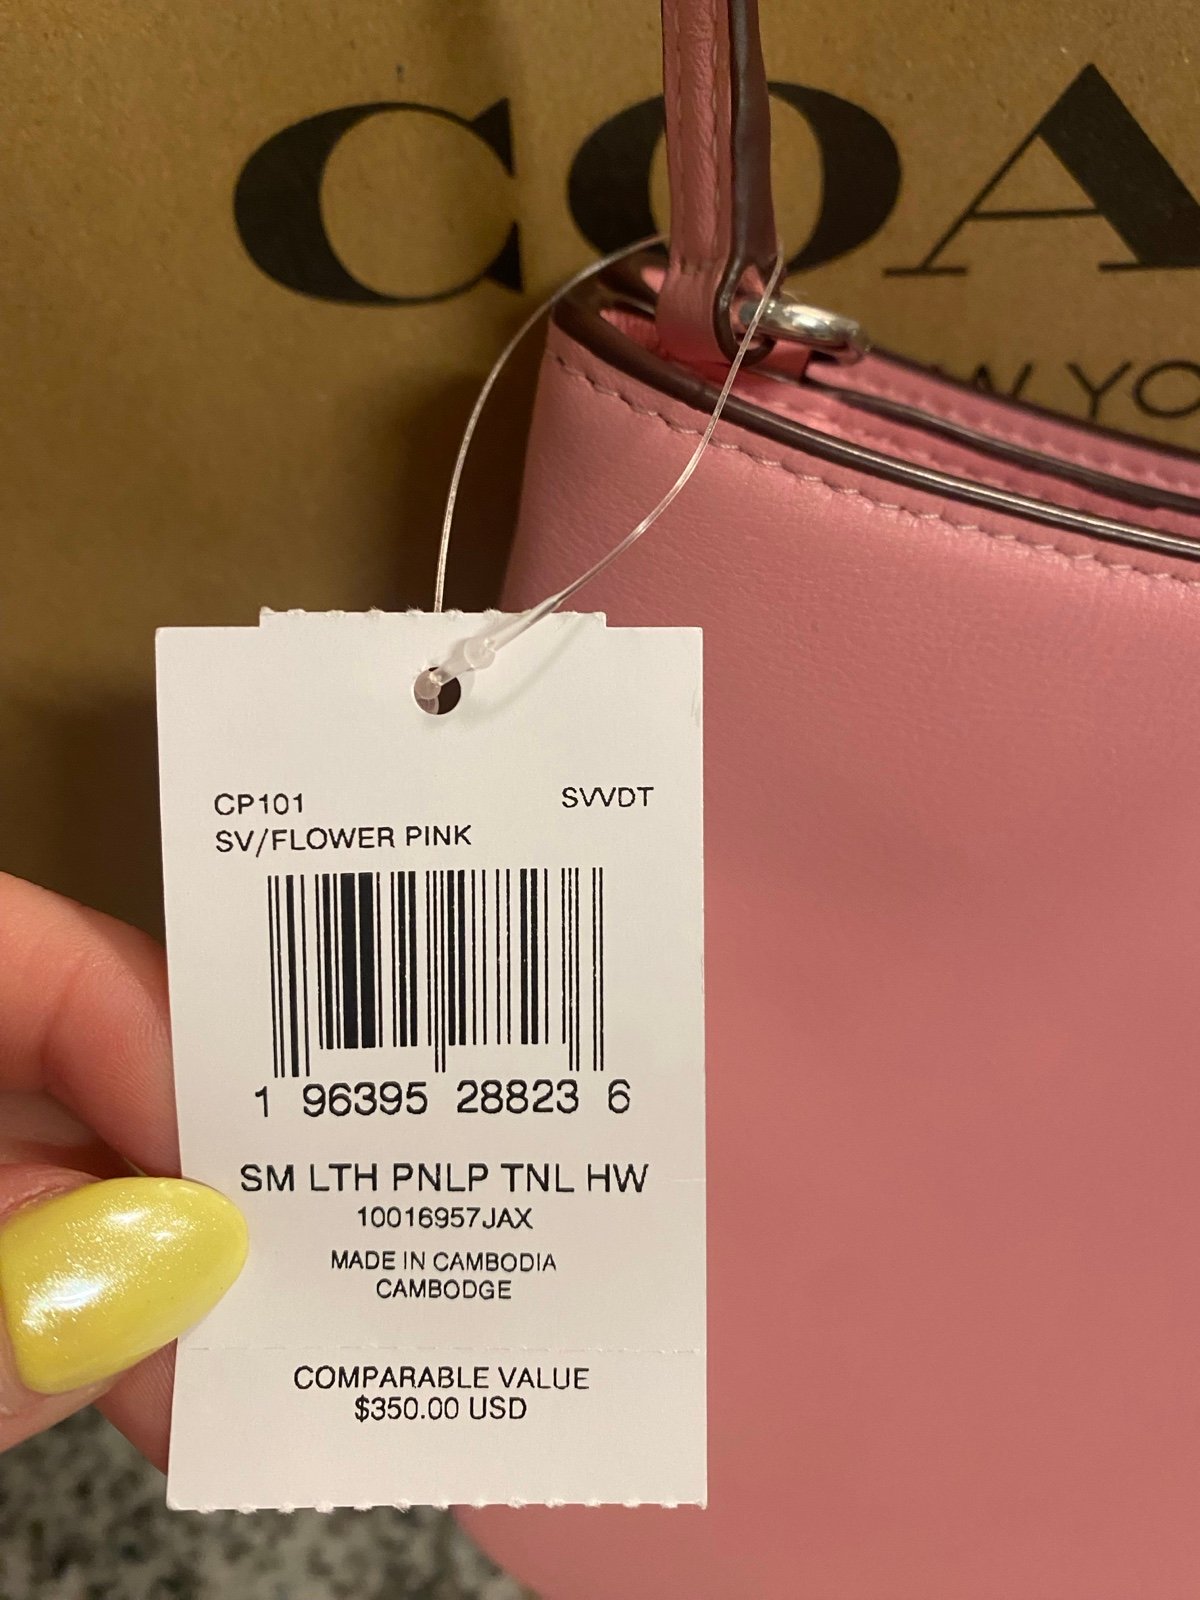 COA
W YO
CP101 SVVDT
SV/FLOWER PINK
1 96395 28823 6
SM LTH PNLP TNL HW
10016957JAX
MADE IN CAMBODIA
CAMBODGE
COMPARABLE VALUE
$350.00 USD